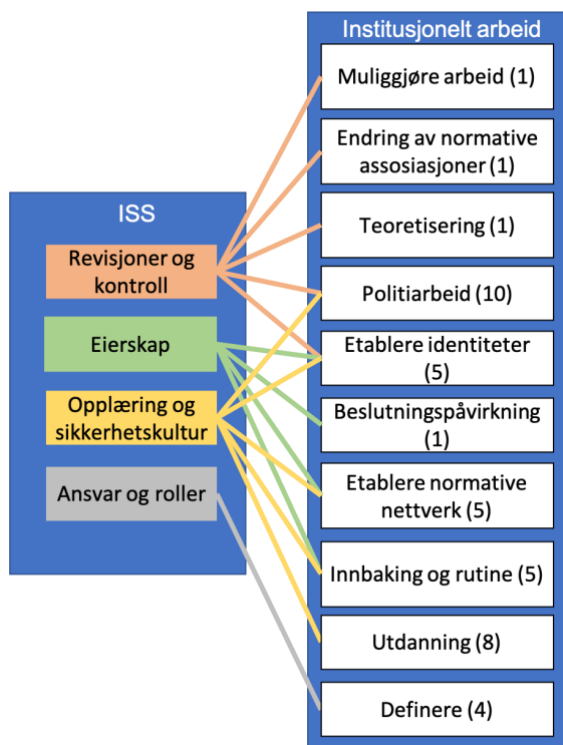 ISS
Revisjoner og
kontroll
Eierskap
Opplæring og
sikkerhetskultur
Ansvar og roller
Institusjonelt arbeid
Muliggjøre arbeid (1)
Endring av normative
assosiasjoner (1)
Teoretisering (1)
Politiarbeid (10)
Etablere identiteter
(5)
Beslutningspåvirkning
(1)
Etablere normative
nettverk (5)
Innbaking og rutine (5)
Utdanning (8)
Definere (4)